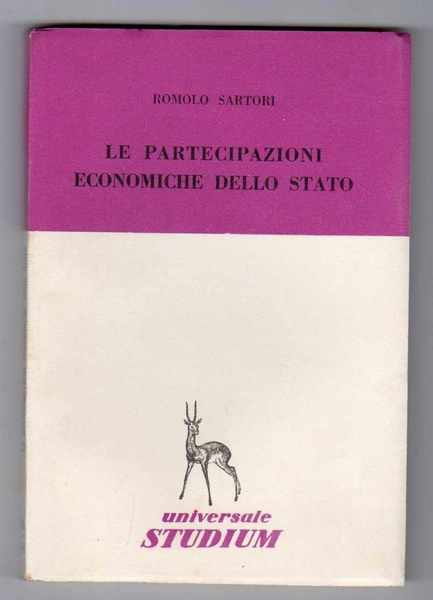 ROMOLO SARTORI
LE PARTECIPAZIONI
ECONOMICHE DELLO STATO
universale
STUDIUM